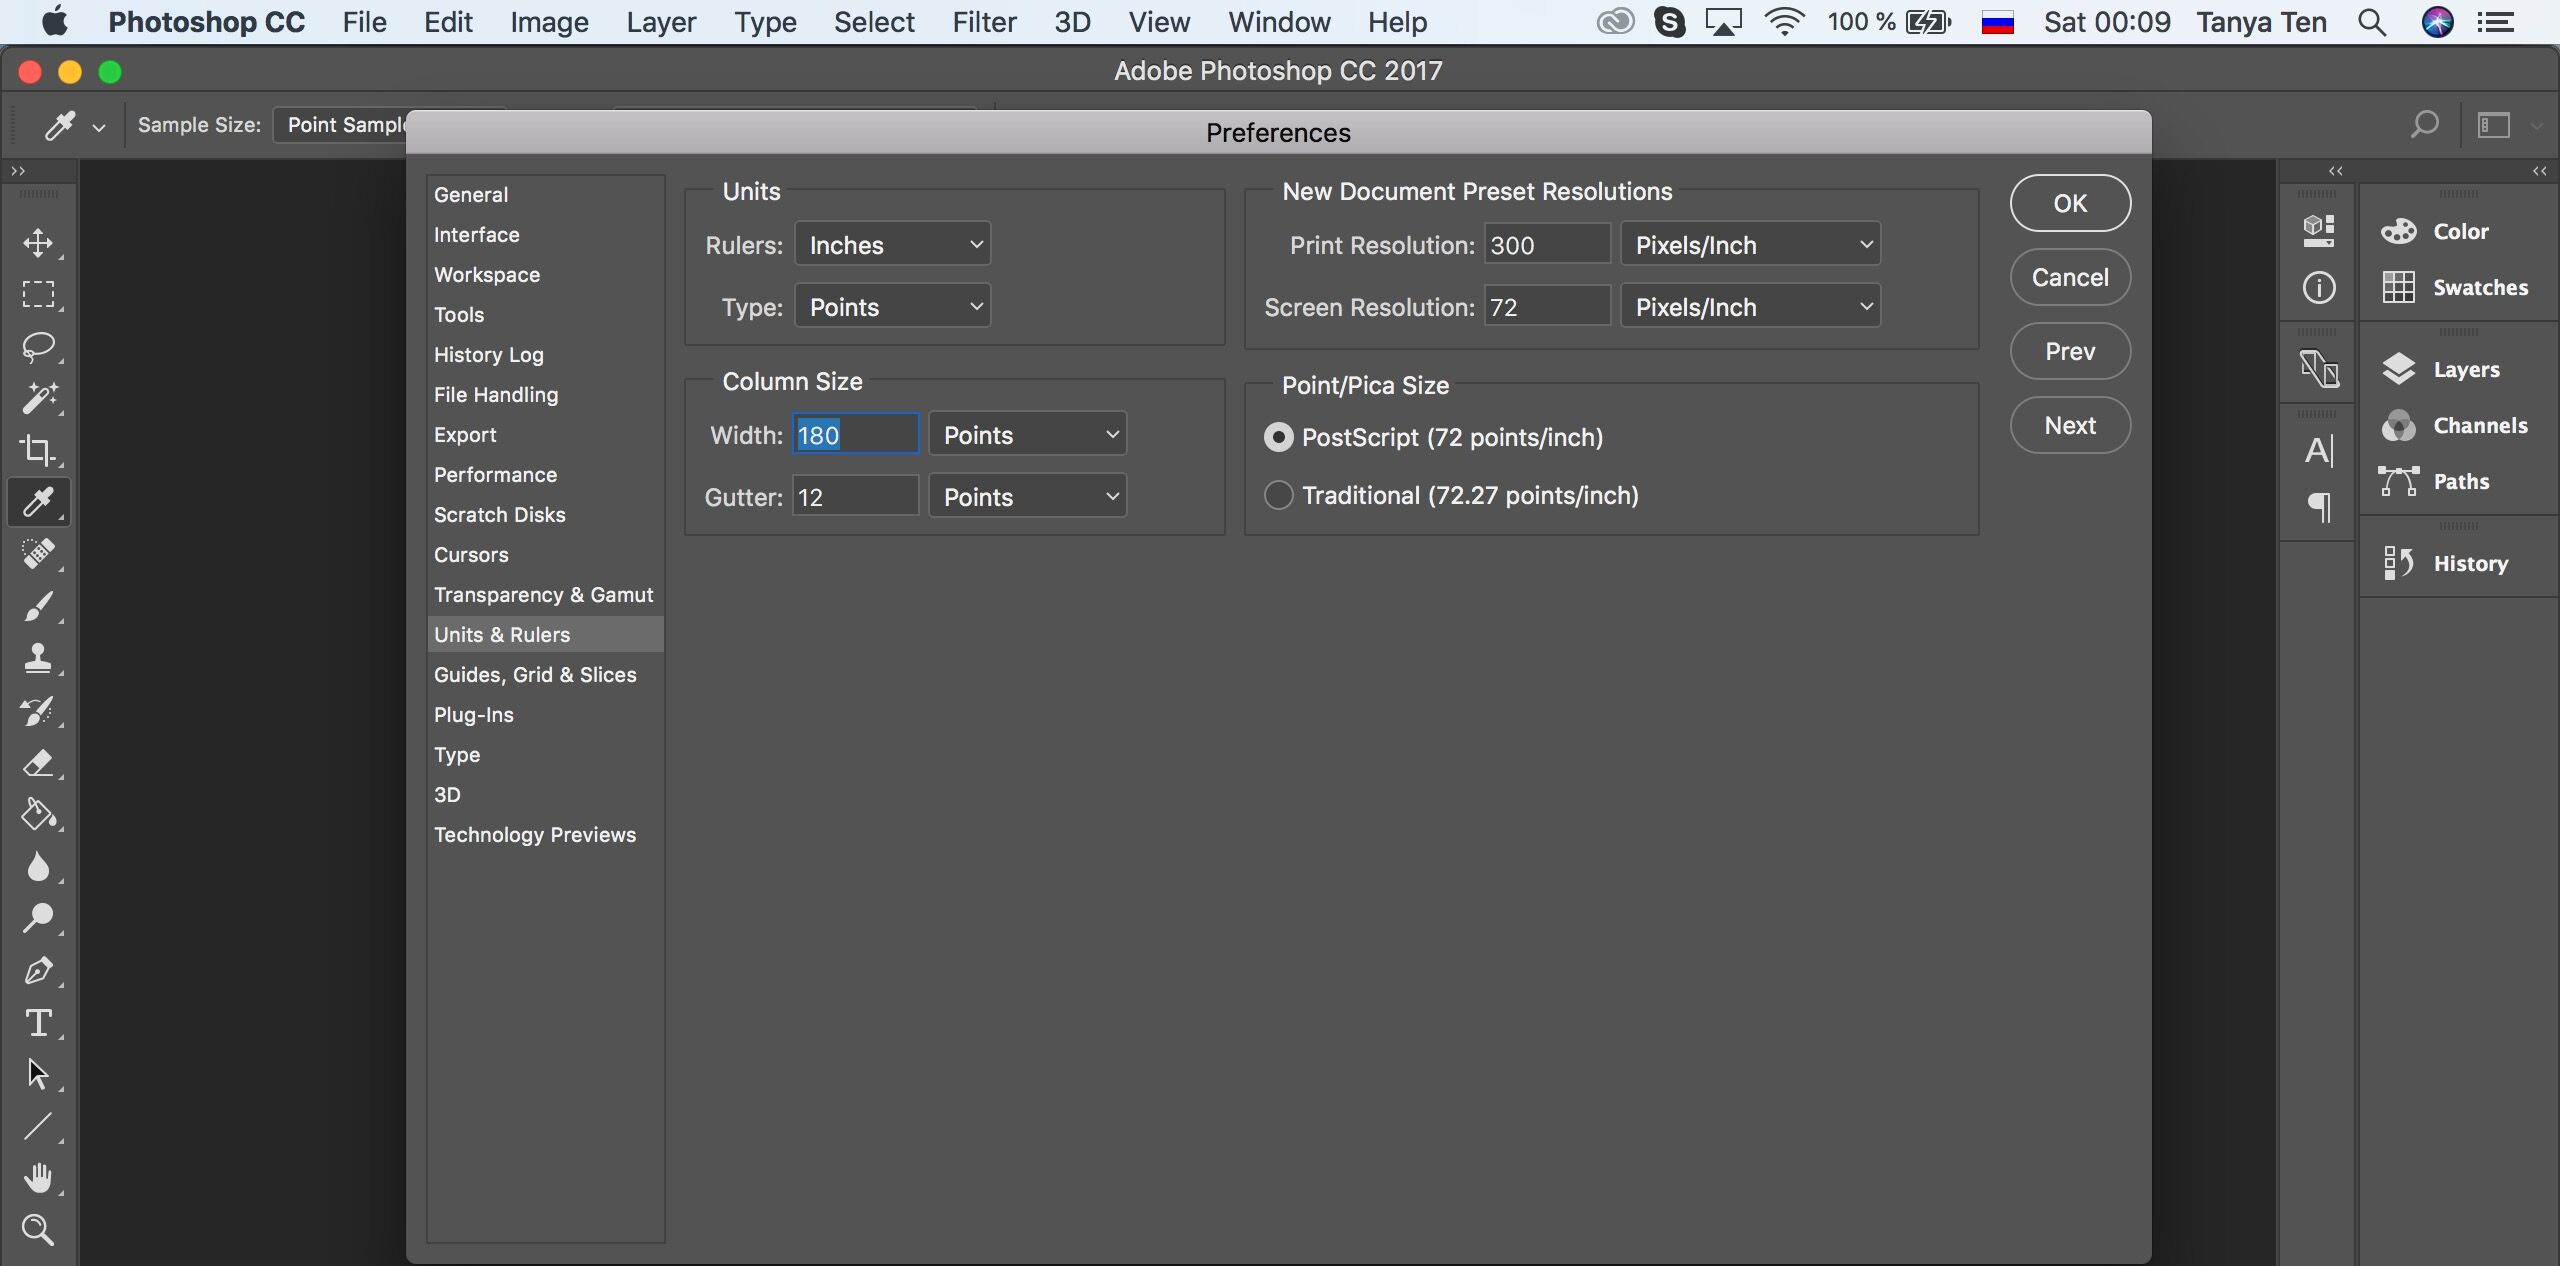 Photoshop CC File Edit Image Layer Type Select Filter 3D View Window Help 100 % Sat 00:09 Tanya Ten
Adobe Photoshop CC 2017
Sample Size: Point Sampl
Preferences
General
Interface
Workspace
Tools
History Log
File Handling
Export
Performance
Scratch Disks
Cursors
Transparency & Gamut
Units & Rulers
Guides, Grid & Slices
Plug-Ins
Type
3D
Technology Previews
Units
Rulers: Inches
Type: Points
Column Size
Width: 180 Points
Gutter: 12 Points
New Document Preset Resolutions
Print Resolution: 300 Pixels/Inch
Screen Resolution: 72 Pixels/Inch
Point/Pica Size
PostScript (72 points/inch)
Traditional (72.27 points/inch)
OK
Cancel
Prev
Next
Color
Swatches
Layers
Channels
Paths
History